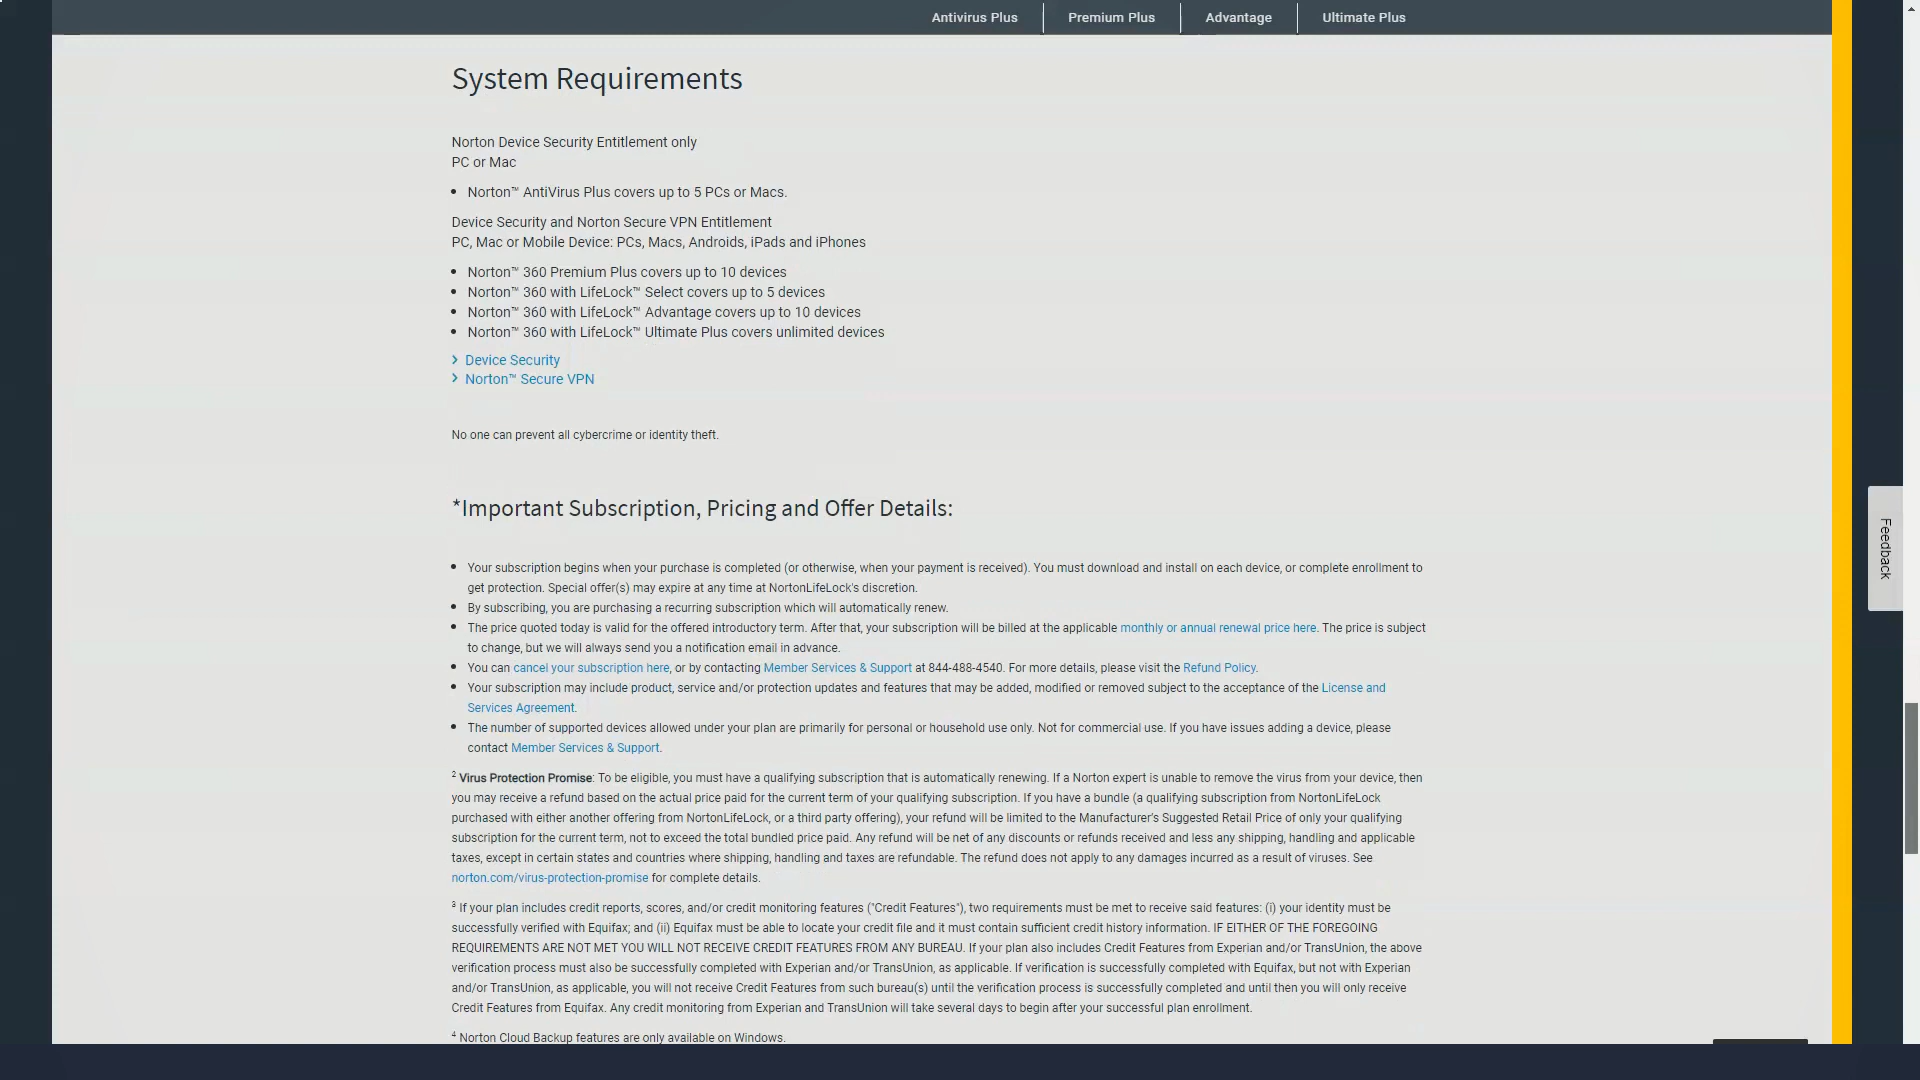 Antivirus Plus Premium Plus Advantage Ultimate Plus
System Requirements
Norton Device Security Entitlement only
PC or Mac
• Norton™ AntiVirus Plus covers up to 5 PCs or Macs.
Device Security and Norton Secure VPN Entitlement
PC, Mac or Mobile Device: PCs, Macs, Androids, iPads and iPhones
• Norton™ 360 Premium Plus covers up to 10 devices
• Norton™ 360 with LifeLock™ Select covers up to 5 devices
• Norton™ 360 with LifeLock™ Advantage covers up to 10 devices
• Norton™ 360 with LifeLock™ Ultimate Plus covers unlimited devices
› Device Security
› Norton™ Secure VPN
No one can prevent all cybercrime or identity theft.
*Important Subscription, Pricing and Offer Details:
Feedback
• Your subscription begins when your purchase is completed (or otherwise, when your payment is received). You must download and install on each device, or complete enrollment to
get protection. Special offer(s) may expire at any time at NortonLifeLock's discretion.
• By subscribing, you are purchasing a recurring subscription which will automatically renew.
• The price quoted today is valid for the offered introductory term. After that, your subscription will be billed at the applicable monthly or annual renewal price here. The price is subject
to change, but we will always send you a notification email in advance.
• You can cancel your subscription here, or by contacting Member Services & Support at 844-488-4540. For more details, please visit the Refund Policy.
• Your subscription may include product, service and/or protection updates and features that may be added, modified or removed subject to the acceptance of the License and
Services Agreement.
• The number of supported devices allowed under your plan are primarily for personal or household use only. Not for commercial use. If you have issues adding a device, please
contact Member Services & Support.
2 Virus Protection Promise: To be eligible, you must have a qualifying subscription that is automatically renewing. If a Norton expert is unable to remove the virus from your device, then
you may receive a refund based on the actual price paid for the current term of your qualifying subscription. If you have a bundle (a qualifying subscription from NortonLifeLock
purchased with either another offering from NortonLifeLock, or a third party offering), your refund will be limited to the Manufacturer's Suggested Retail Price of only your qualifying
subscription for the current term, not to exceed the total bundled price paid. Any refund will be net of any discounts or refunds received and less any shipping, handling and applicable
taxes, except in certain states and countries where shipping, handling and taxes are refundable. The refund does not apply to any damages incurred as a result of viruses. See
norton.com/virus-protection-promise for complete details.
3 If your plan includes credit reports, scores, and/or credit monitoring features ("Credit Features"), two requirements must be met to receive said features: (i) your identity must be
successfully verified with Equifax; and (ii) Equifax must be able to locate your credit file and it must contain sufficient credit history information. IF EITHER OF THE FOREGOING
REQUIREMENTS ARE NOT MET YOU WILL NOT RECEIVE CREDIT FEATURES FROM ANY BUREAU. If your plan also includes Credit Features from Experian and/or TransUnion, the above
verification process must also be successfully completed with Experian and/or TransUnion, as applicable. If verification is successfully completed with Equifax, but not with Experian
and/or TransUnion, as applicable, you will not receive Credit Features from such bureau(s) until the verification process is successfully completed and until then you will only receive
Credit Features from Equifax. Any credit monitoring from Experian and TransUnion will take several days to begin after your successful plan enrollment.
4 Norton Cloud Backup features are only available on Windows.